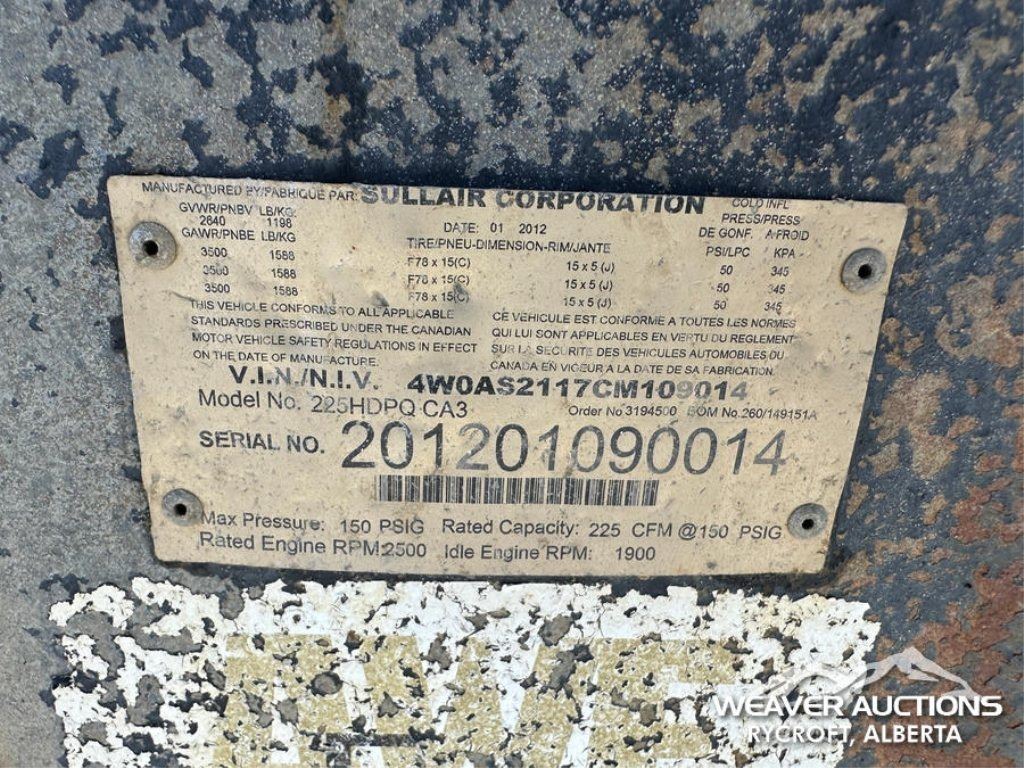 MANUFACTURED BY/FABRIQUE PAR: SULLAIR CORPORATION
GVWR/PNBV LB/KG DATE: 01 2012 COLD INFL
2640 1198 PRESS/PRESS
GAWR/PNBE LB/KG TIRE/PNEU-DIMENSION-RIM/JANTE DE GONF. A FROID
PSI/LPC KPA
3500 1588 F78 x 15(C) 15 x 5 (J) 50 345
3500 1588 F78 x 15(C) 15 x 5 (J) 50 345
3500 1588 F78 x 15(C) 15 x 5 (J) 50 345
THIS VEHICLE CONFORMS TO ALL APPLICABLE
STANDARDS PRESCRIBED UNDER THE CANADIAN
MOTOR VEHICLE SAFETY REGULATIONS IN EFFECT
ON THE DATE OF MANUFACTURE.
CE VÉHICULE EST CONFORME A TOUTES LES NORMES
QUI LUI SONT APPLICABLES EN VERTU DU REGLEMENT
SUR LA SECURITE DES VEHICULES AUTOMOBILES DU
CANADA EN VIGEUR A LA DATE DE SA FABRICATION.
V.I.N./N.I.V. 4W0AS2117CM109014
Model No. 225HDPQ CA3 Order No 3194500 BOM No.260/149151A
SERIAL NO. 201201090014
Max Pressure: 150 PSIG Rated Capacity: 225 CFM @ 150 PSIG
Rated Engine RPM:2500 Idle Engine RPM: 1900
WEAVER AUCTIONS
RYCROFT, ALBERTA